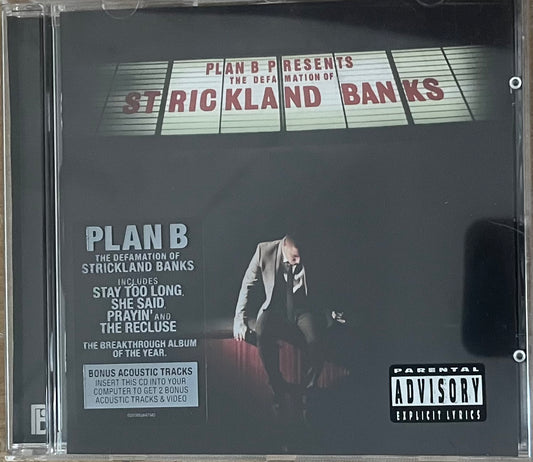 PLAN B PRESENTS
THE DEFAMATION OF
STRICKLAND BANKS
PLAN B
THE DEFAMATION OF
STRICKLAND BANKS
INCLUDES
STAY TOO LONG,
SHE SAID,
PRAYIN' AND
THE RECLUSE
THE BREAKTHROUGH ALBUM
OF THE YEAR.
BONUS ACOUSTIC TRACKS
INSERT THIS CD INTO YOUR
COMPUTER TO GET 2 BONUS
ACOUSTIC TRACKS & VIDEO
PARENTAL
ADVISORY
EXPLICIT LYRICS